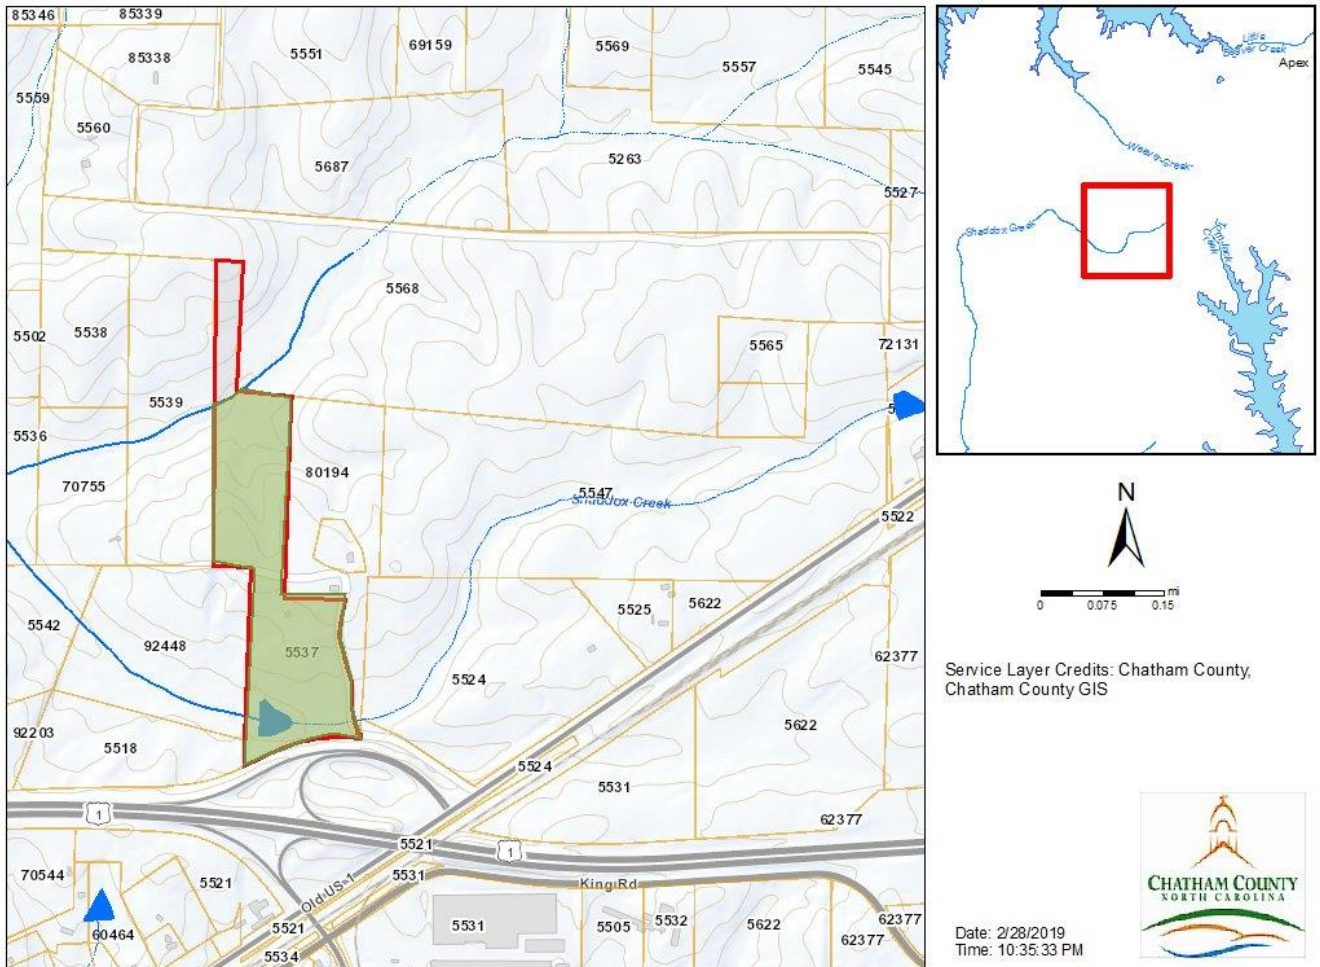 85346
85339
5551
69159
5569
85338
5557
5545
5559
5560
5687
5263
5527
5568
5502
5538
5565
72131
5539
5536
80194
70755
5547
Shaddox Creek
5522
5525
5622
5542
92448
5537
62377
5524
5622
92203
5518
5524
5531
1
62377
5521
1
70544
5521
5531
King Rd
Old US-1
60464
5521
5531
5505
5532
5622
62377
62377
5534
Little
Beaver Creek
Apex
Weaver Creek
Shaddox Creek
Creek
N
mi
0 0.075 0.15
Service Layer Credits: Chatham County,
Chatham County GIS
CHATHAM COUNTY
NORTH CAROLINA
Date: 2/28/2019
Time: 10:35:33 PM